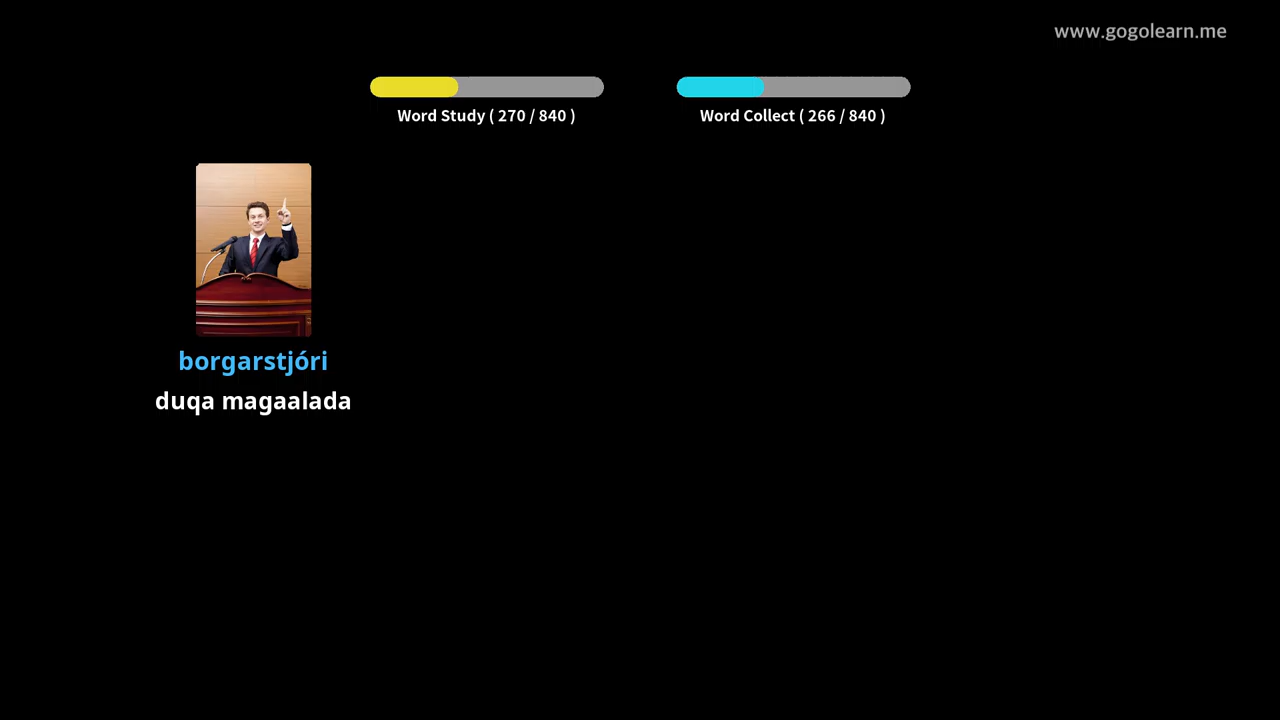 www.gogolearn.me
Word Study ( 270 / 840 )
Word Collect ( 266 / 840 )
borgarstjóri
duqa magaalada